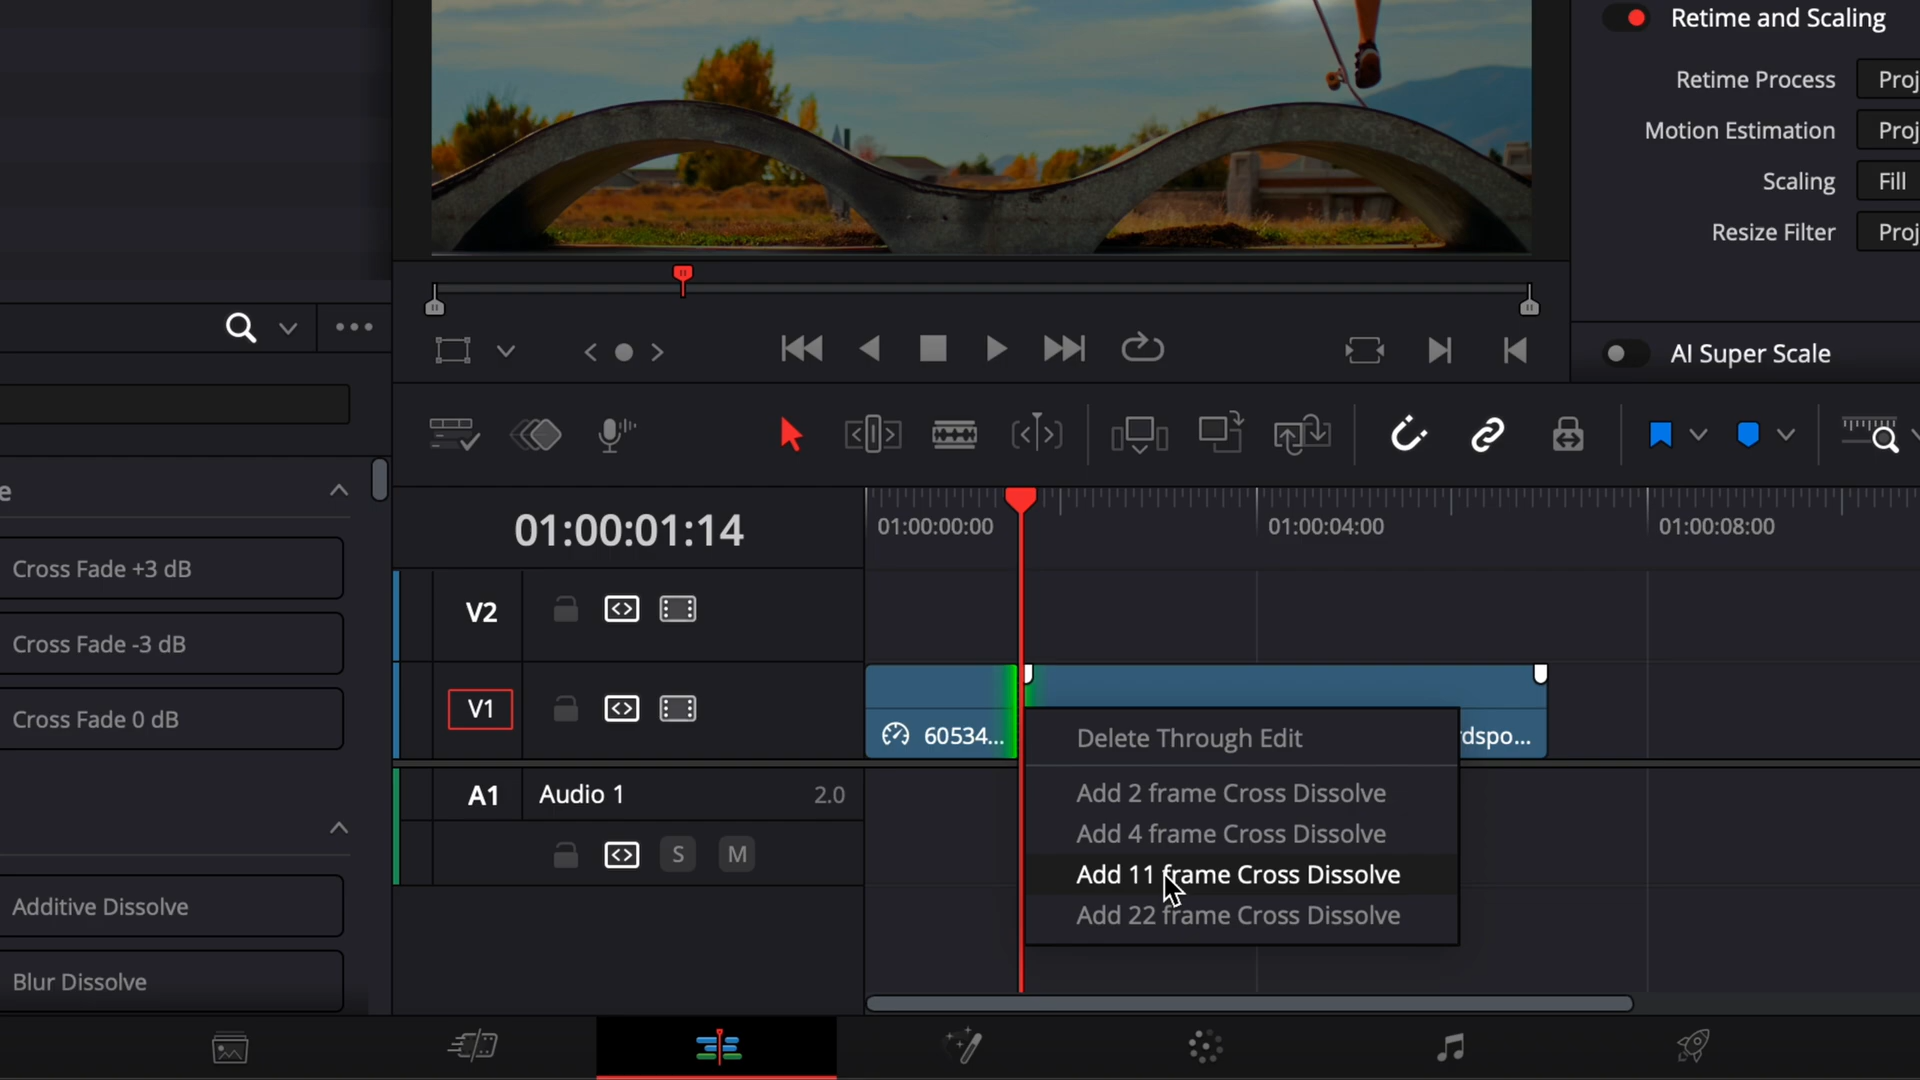 Retime and Scaling
Retime Process
Proj
Motion Estimation
Proj
Scaling
Fill
Resize Filter
Proj
AI Super Scale
e
Cross Fade +3 dB
Cross Fade -3 dB
Cross Fade 0 dB
Additive Dissolve
Blur Dissolve
01:00:01:14
01:00:00:00
01:00:04:00
01:00:08:00
V2
V1
60534...
dspo...
A1
Audio 1
2.0
S
M
Delete Through Edit
Add 2 frame Cross Dissolve
Add 4 frame Cross Dissolve
Add 11 frame Cross Dissolve
Add 22 frame Cross Dissolve